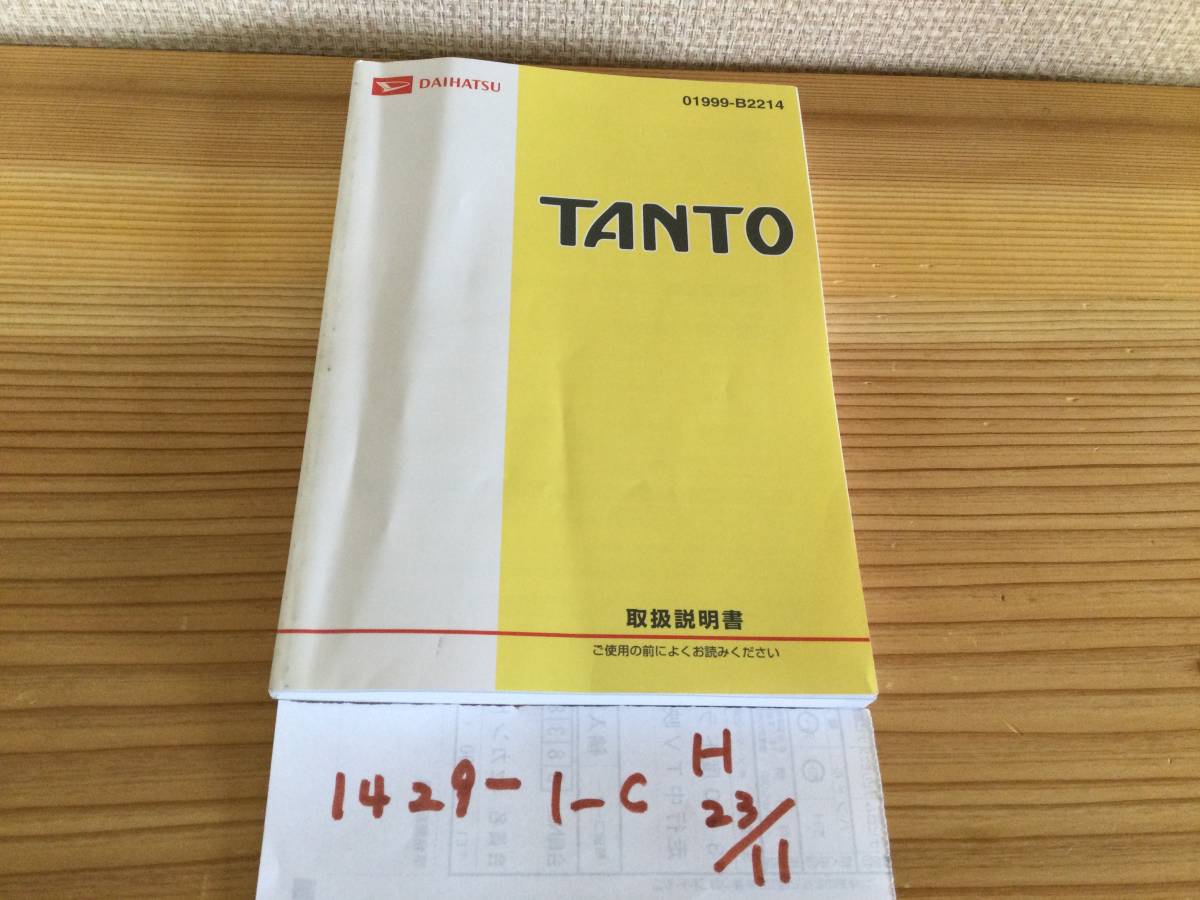 DAIHATSU
01999-B2214
TANTO
取扱説明書
ご使用の前によくお読みください
1429-1-C
H
23/11